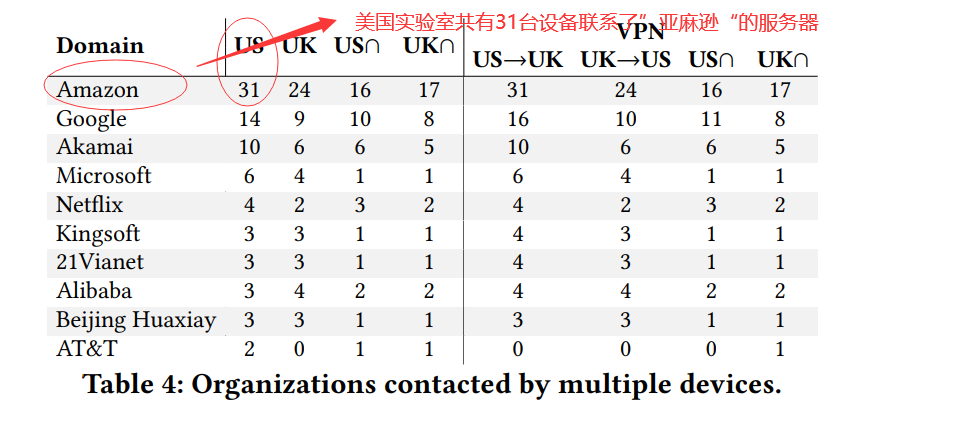 美国实验室共有31台设备联系了”亚麻逊“的服务器
VPN
Domain US UK US∩ UK∩ US→UK UK→US US∩ UK∩
Amazon 31 24 16 17 31 24 16 17
Google 14 9 10 8 16 10 11 8
Akamai 10 6 6 5 10 6 6 5
Microsoft 6 4 1 1 6 4 1 1
Netflix 4 2 3 2 4 2 3 2
Kingsoft 3 3 1 1 4 3 1 1
21Vianet 3 3 1 1 4 3 1 1
Alibaba 3 4 2 2 4 4 2 2
Beijing Huaxiay 3 3 1 1 3 3 1 1
AT&T 2 0 1 1 0 0 0 1
Table 4: Organizations contacted by multiple devices.